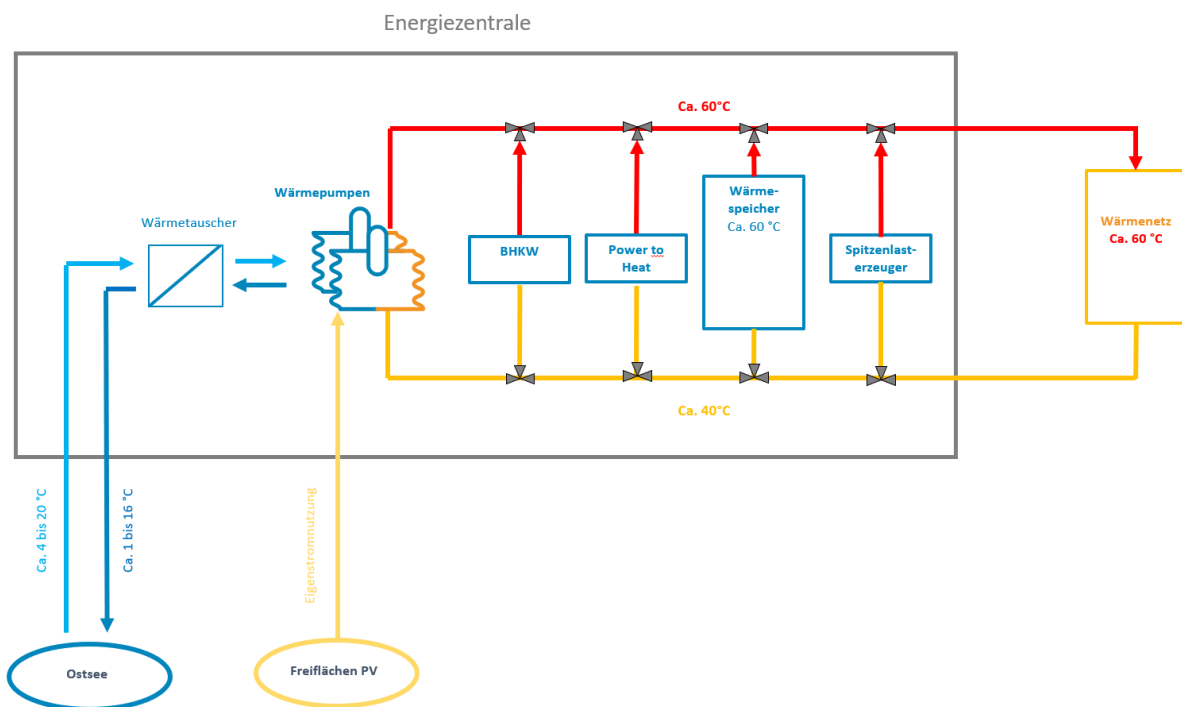 Energiezentrale
Ca. 60°C
Wärmepumpen
Wärmetauscher
BHKW
Power to
Heat
Wärme-
speicher
Ca. 60 °C
Spitzenlast-
erzeuger
Wärmenetz
Ca. 60 °C
Ca. 40°C
Ca. 4 bis 20 °C
Ca. 1 bis 16 °C
Eigenstromnutzung
Ostsee
Freiflächen PV